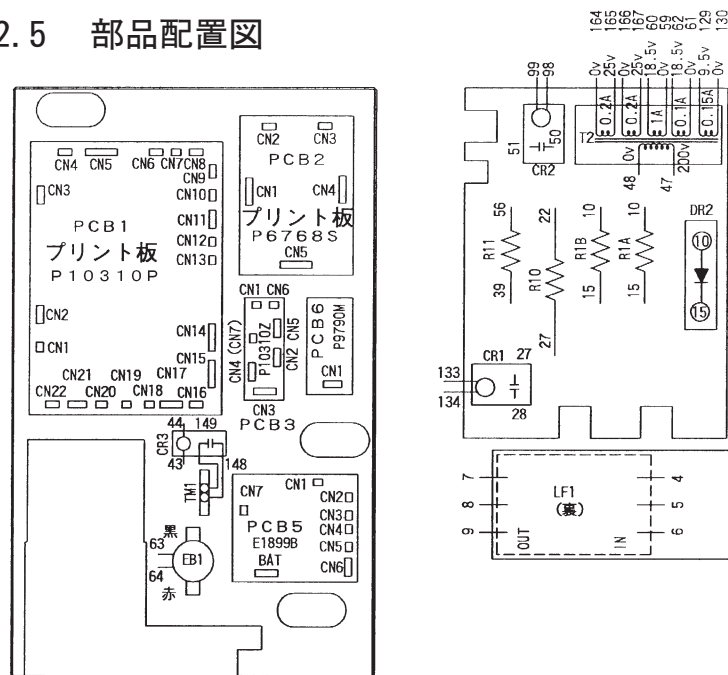 2.5 部品配置図
CN4 CN5 CN6 CN7 CN8
CN9
CN3
CN10
CN11
CN12
CN13
PCB1
プリント板
P10310P
CN2
CN1
CN14
CN15
CN21 CN19 CN17
CN22 CN20 CN18 CN16
CN2 CN3
PCB2
CN1 CN4
プリント板
P6768S
CN5
CN1 CN6
CN4 (CN7)
P10310Z
CN2 CN5
CN3
PCB3
PCB6
P9790M
CN1
44 149
CR3
43 148
TM1
黒
63
EB1
64
赤
CN7 CN1
CN2
CN3
CN4
CN5
CN6
PCB5
E1899B
BAT
99
98
51 50
CR2
164
165
166
167
60
59
62
61
129
130
0v
25v
0v
25v
18.5v
0v
18.5v
0v
9.5v
0v
0.2A
0.2A
1A
0.1A
0.15A
T2
0v 200v
48 47
56
R11
39
22
R10
27
10
R1B
15
10
R1A
15
DR2
10
15
CR1 27
133
134
28
7
8
9
LF1
(裏)
OUT
IN
4
5
6